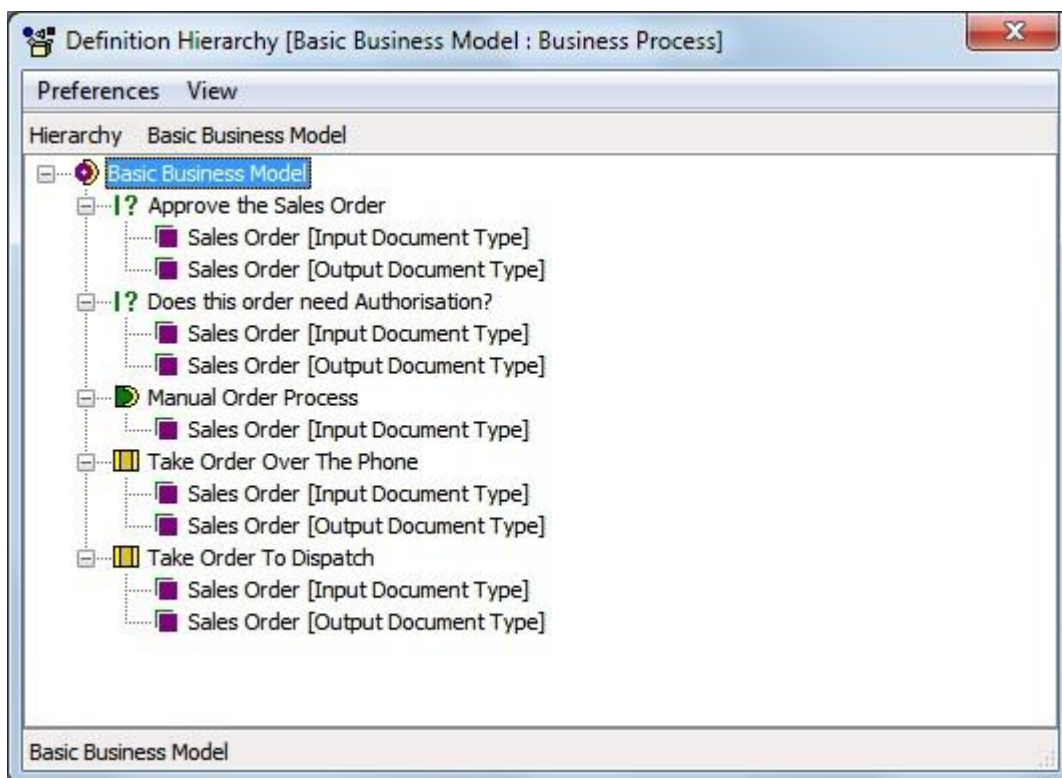 Definition Hierarchy [Basic Business Model : Business Process]
Preferences View
Hierarchy Basic Business Model
Basic Business Model
? Approve the Sales Order
Sales Order [Input Document Type]
Sales Order [Output Document Type]
? Does this order need Authorisation?
Sales Order [Input Document Type]
Sales Order [Output Document Type]
Manual Order Process
Sales Order [Input Document Type]
Take Order Over The Phone
Sales Order [Input Document Type]
Sales Order [Output Document Type]
Take Order To Dispatch
Sales Order [Input Document Type]
Sales Order [Output Document Type]
Basic Business Model